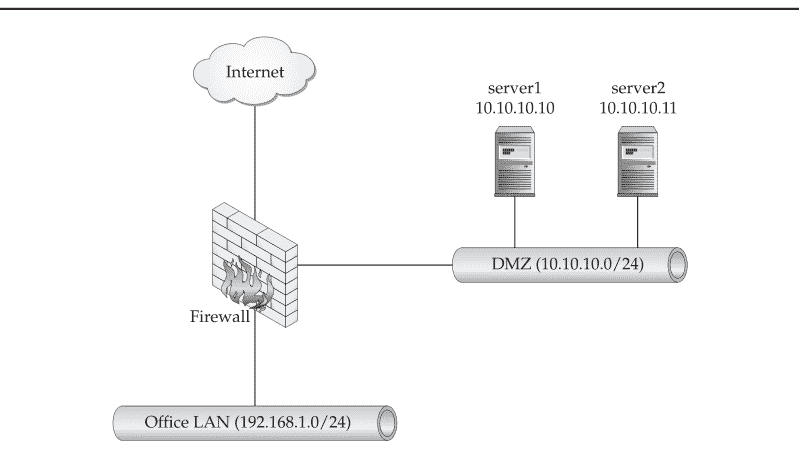 Internet
server1
10.10.10.10
server2
10.10.10.11
DMZ (10.10.10.0/24)
Firewall
Office LAN (192.168.1.0/24)